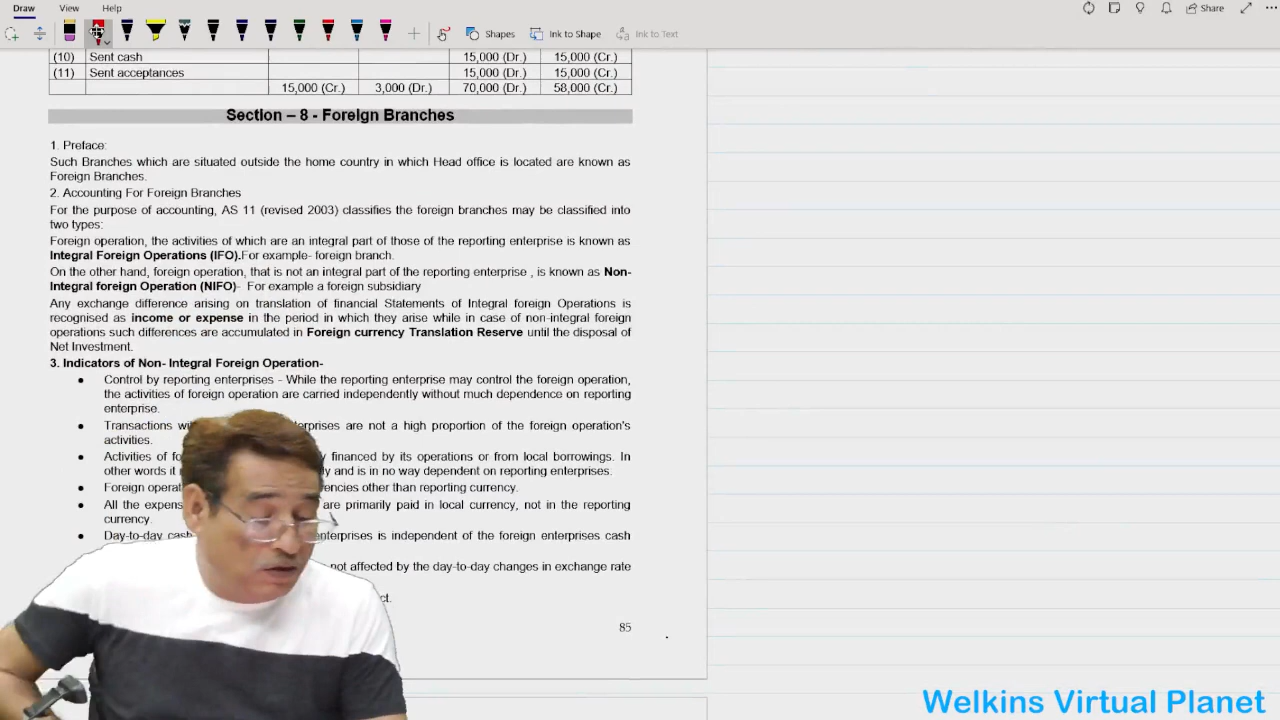 Draw View Help Share
Shapes Ink to Shape Ink to Text
(10) Sent cash 15,000 (Dr.) 15,000 (Cr.)
(11) Sent acceptances 15,000 (Dr.) 15,000 (Cr.)
15,000 (Cr.) 3,000 (Dr.) 70,000 (Dr.) 58,000 (Cr.)
Section – 8 - Foreign Branches
1. Preface:
Such Branches which are situated outside the home country in which Head office is located are known as
Foreign Branches.
2. Accounting For Foreign Branches
For the purpose of accounting, AS 11 (revised 2003) classifies the foreign branches may be classified into
two types:
Foreign operation, the activities of which are an integral part of those of the reporting enterprise is known as
Integral Foreign Operations (IFO).For example- foreign branch.
On the other hand, foreign operation, that is not an integral part of the reporting enterprise , is known as Non-
Integral foreign Operation (NIFO)- For example a foreign subsidiary
Any exchange difference arising on translation of financial Statements of Integral foreign Operations is
recognised as income or expense in the period in which they arise while in case of non-integral foreign
operations such differences are accumulated in Foreign currency Translation Reserve until the disposal of
Net Investment.
3. Indicators of Non- Integral Foreign Operation-
● Control by reporting enterprises - While the reporting enterprise may control the foreign operation,
the activities of foreign operation are carried independently without much dependence on reporting
enterprise.
● Transactions are not a high proportion of the foreign operation's
activities.
● Activities of financed by its operations or from local borrowings. In
other words it and is in no way dependent on reporting enterprises.
● Foreign other than reporting currency.
● All the are primarily paid in local currency, not in the reporting
currency.
● Day-to-day is independent of the foreign enterprises cash
not affected by the day-to-day changes in exchange rate
85
Welkins Virtual Planet